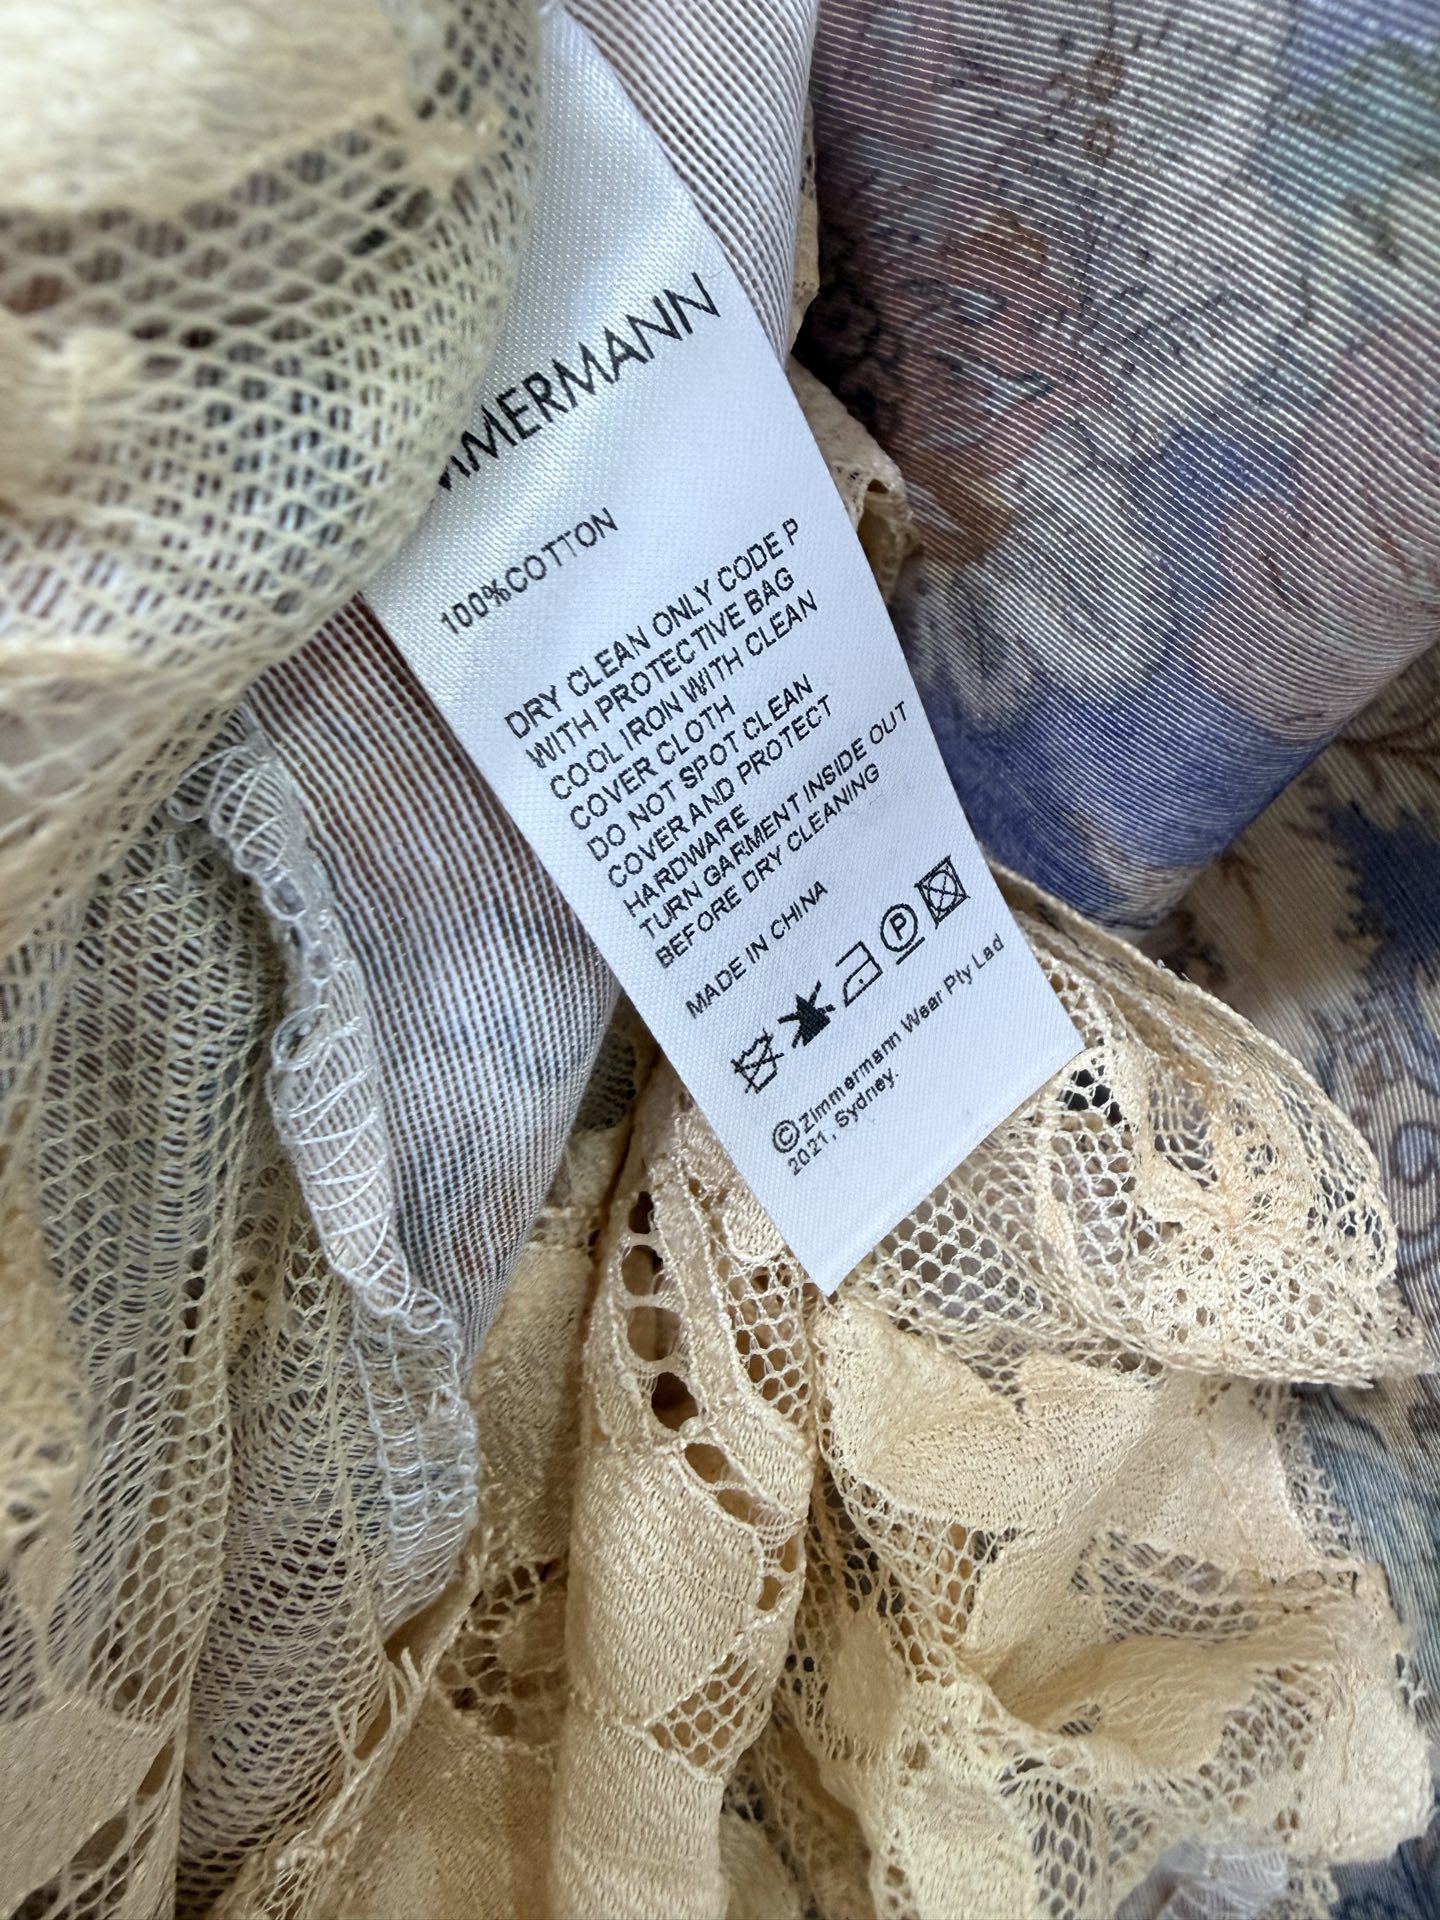 MMERMANN
100%COTTON
DRY CLEAN ONLY CODE P
WITH PROTECTIVE BAG
COOL IRON WITH CLEAN
COVER CLOTH
DO NOT SPOT CLEAN
COVER AND PROTECT
HARDWARE
TURN GARMENT INSIDE OUT
BEFORE DRY CLEANING
MADE IN CHINA
P
©Zimmermann Wear Pty Lad
2021, Sydney.